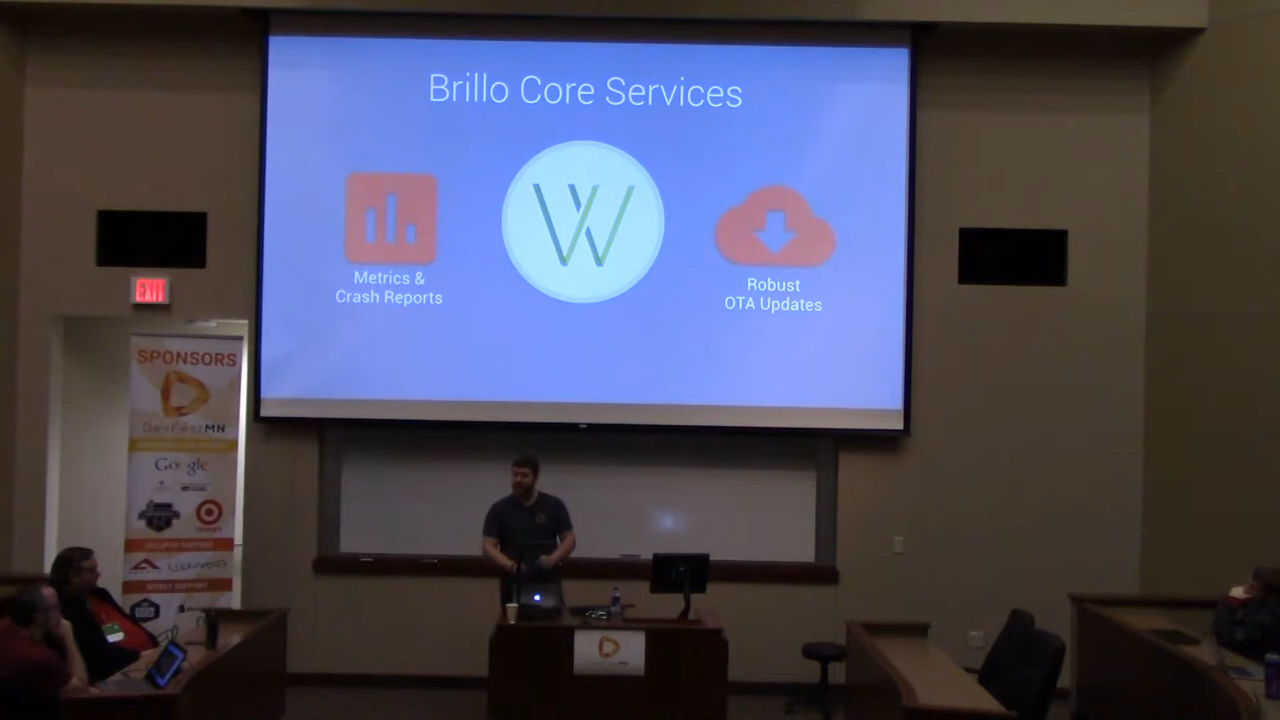 Brillo Core Services
Metrics &
Crash Reports
Robust
OTA Updates
EXIT
SPONSORS
DevFestMN
Google